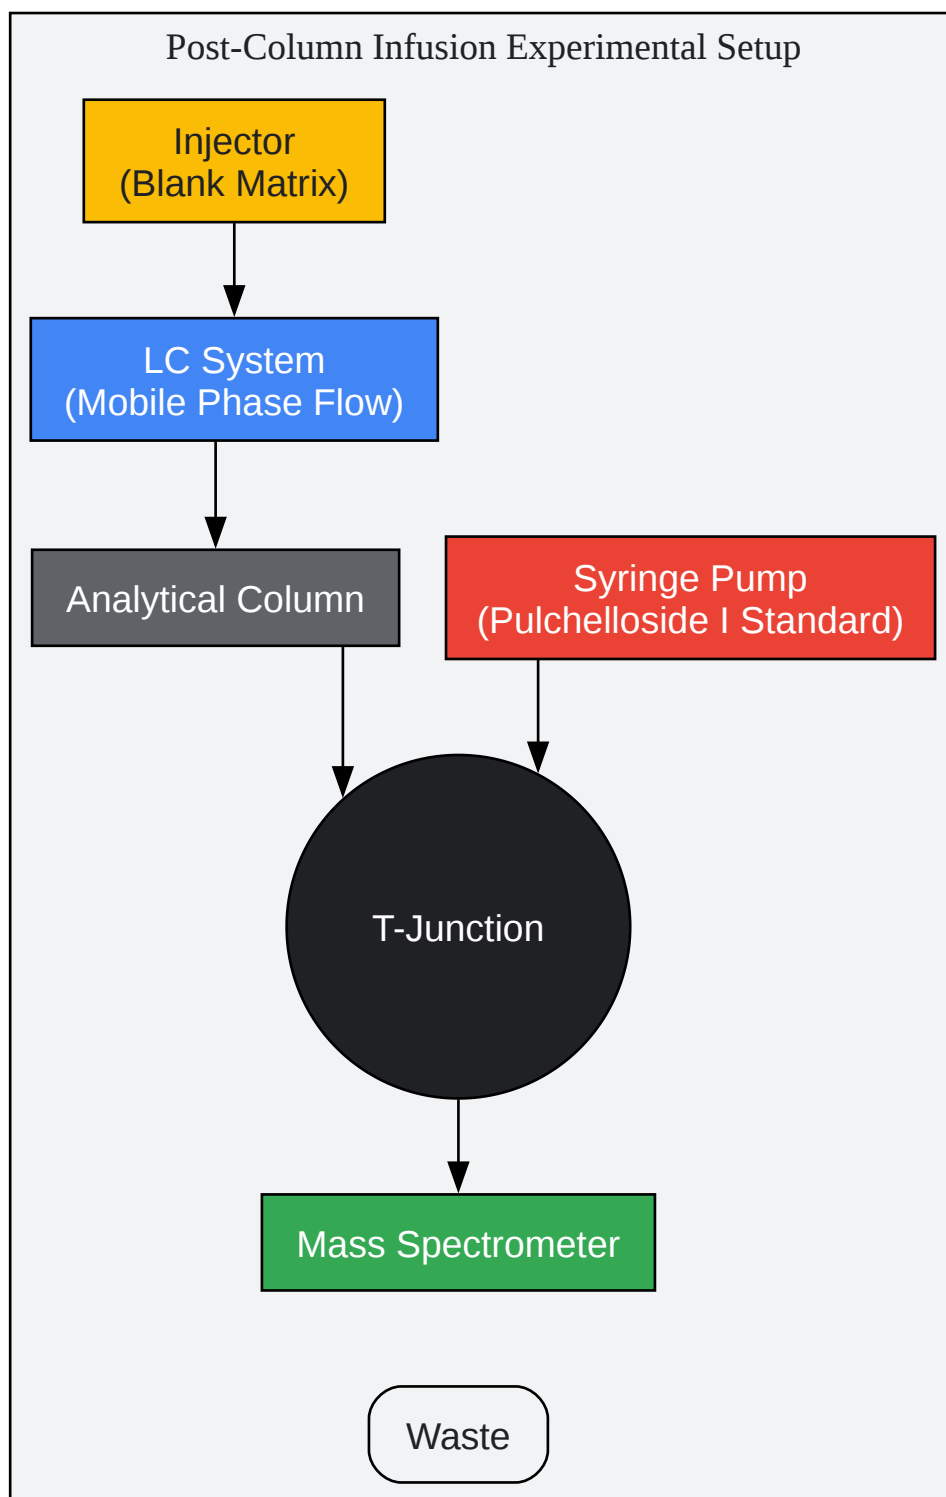 Post-Column Infusion Experimental Setup
Injector
(Blank Matrix)
LC System
(Mobile Phase Flow)
Analytical Column
Syringe Pump
(Pulchelloside I Standard)
T-Junction
Mass Spectrometer
Waste